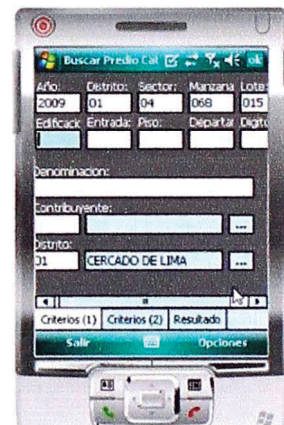 Buscar Predio Cat ok
Año: Distrito: Sector: Manzana Lote:
2009 01 04 068 015
Edificack Entrada: Piso: Departar Digito
Denominacion:
Contribuyente:
...
Distrito:
01 CERCADO DE LIMA ...
Criterios (1) Criterios (2) Resultado
Salir Opciones